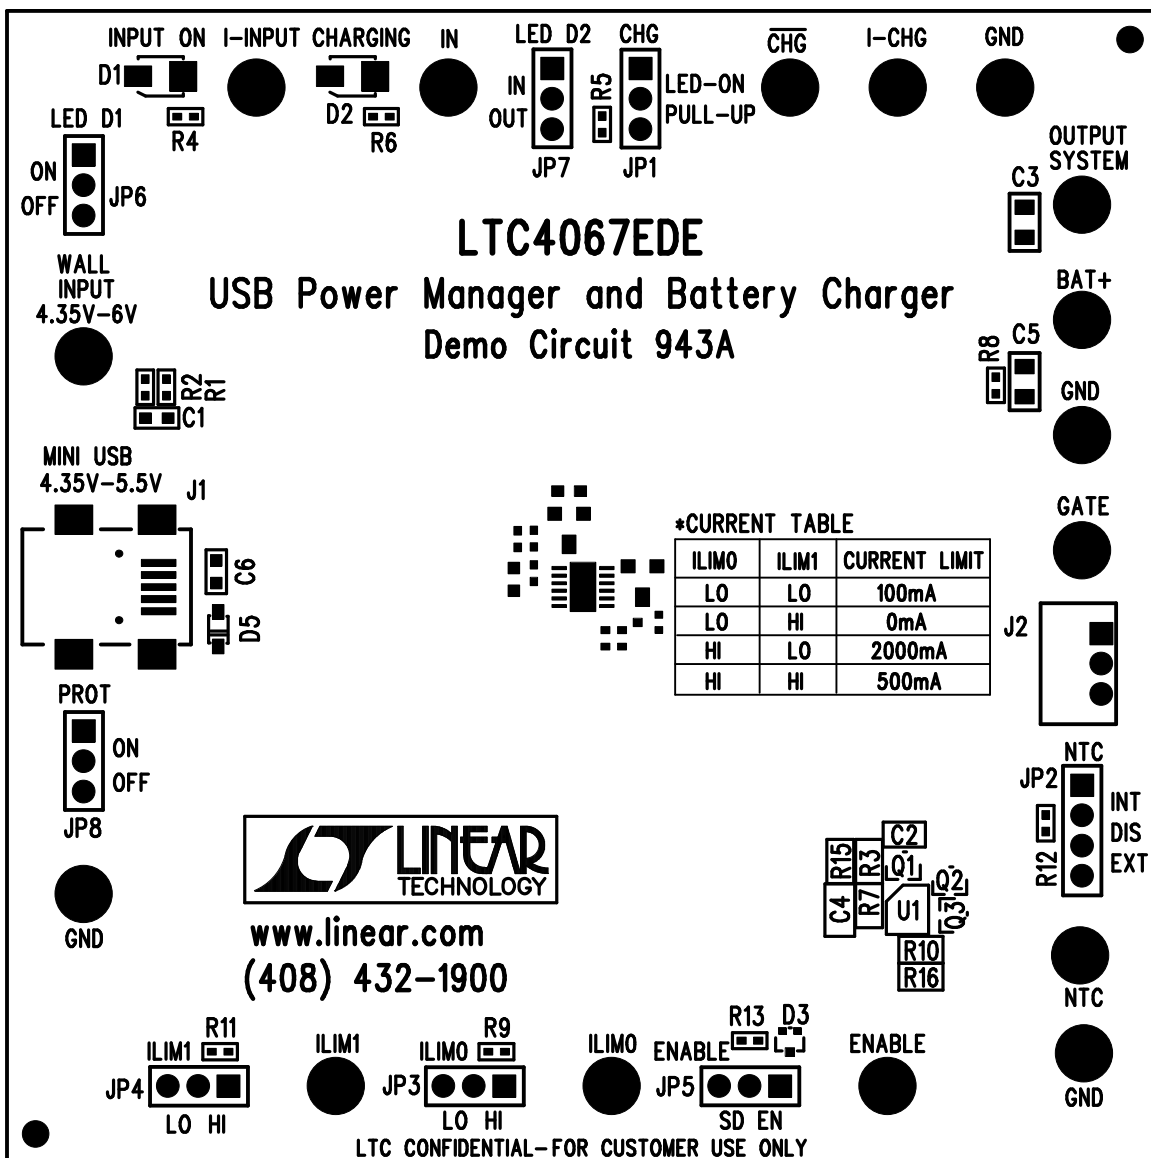 INPUT ON
I-INPUT
CHARGING
IN
LED D2
CHG
CHG
I-CHG
GND
D1
R4
D2
R6
IN
OUT
JP7
R5
LED-ON
PULL-UP
JP1
LED D1
ON
OFF
JP6
OUTPUT
SYSTEM
C3
LTC4067EDE
USB Power Manager and Battery Charger
Demo Circuit 943A
WALL
INPUT
4.35V-6V
BAT+
R8
C5
GND
R2
R1
C1
MINI USB
4.35V-5.5V
J1
C6
D5
GATE
*CURRENT TABLE
ILIM0 ILIM1 CURRENT LIMIT
LO LO 100mA
LO HI 0mA
HI LO 2000mA
HI HI 500mA
J2
PROT
ON
OFF
JP8
GND
NTC
JP2
INT
DIS
EXT
R12
LINEAR
TECHNOLOGY
www.linear.com
(408) 432-1900
C2
R15
R3
Q1
Q2
C4
R7
U1
Q3
R10
R16
NTC
GND
ILIM1
R11
JP4
LO HI
ILIM1
ILIM0
R9
JP3
LO HI
ILIM0
ENABLE
R13
D3
JP5
SD EN
ENABLE
LTC CONFIDENTIAL-FOR CUSTOMER USE ONLY